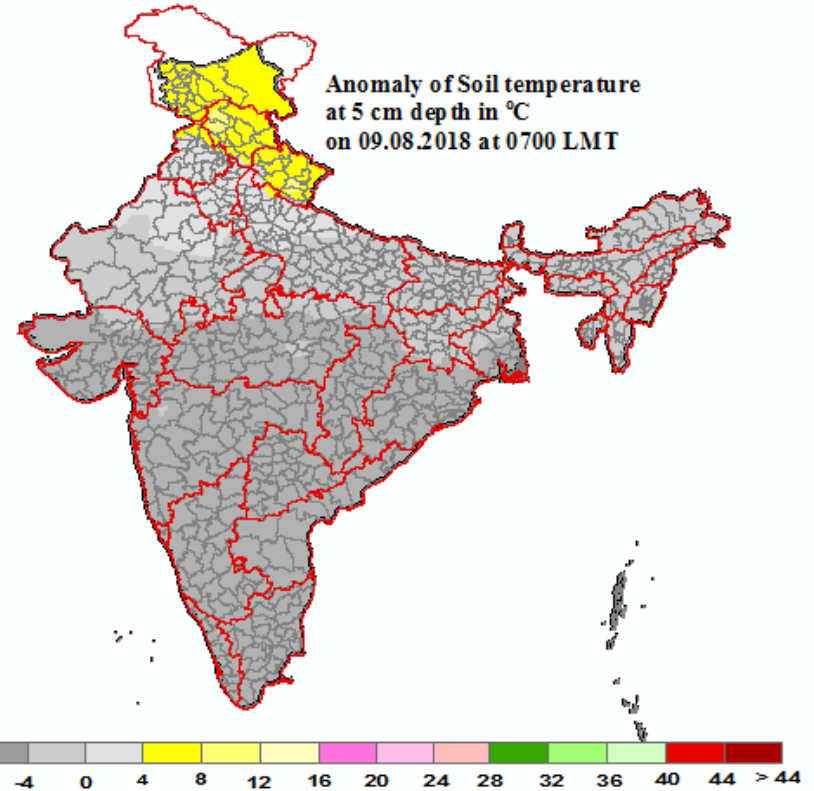 Anomaly of Soil temperature
at 5 cm depth in ⁰C
on 09.08.2018 at 0700 LMT
-4 0 4 8 12 16 20 24 28 32 36 40 44 > 44